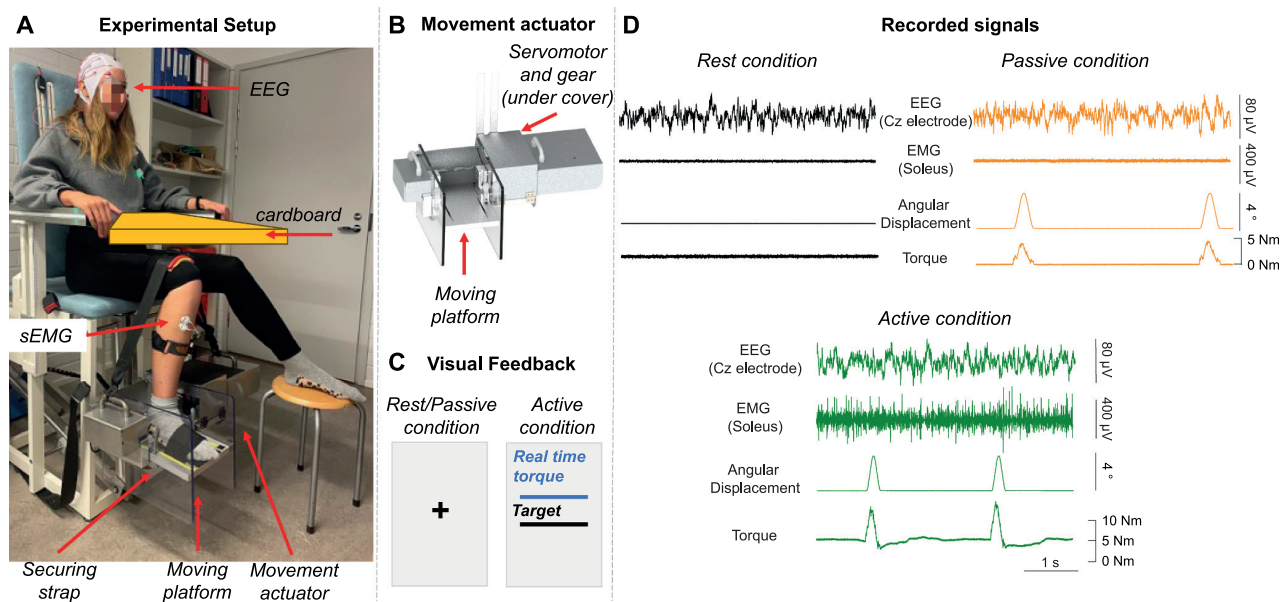 A
Experimental Setup
EEG
cardboard
sEMG
Securing
strap
Moving
platform
Movement
actuator
B
Movement actuator
Servomotor
and gear
(under cover)
Moving
platform
C
Visual Feedback
Rest/Passive
condition
+
Active
condition
Real time
torque
Target
D
Recorded signals
Rest condition
Passive condition
EEG
(Cz electrode)
80 µV
EMG
(Soleus)
400 µV
Angular
Displacement
4°
Torque
5 Nm
0 Nm
Active condition
EEG
(Cz electrode)
80 µV
EMG
(Soleus)
400 µV
Angular
Displacement
4°
Torque
10 Nm
5 Nm
0 Nm
1 s